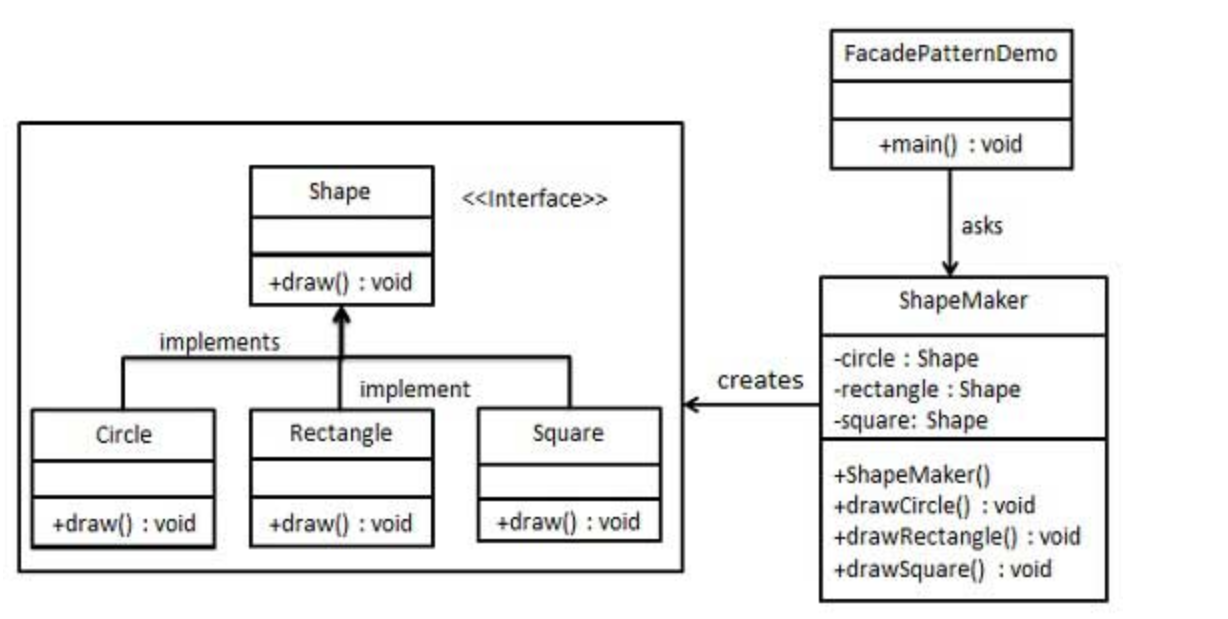 FacadePatternDemo
+main() : void
asks
Shape
<<Interface>>
+draw() : void
implements
implement
Circle
+draw() : void
Rectangle
+draw() : void
Square
+draw() : void
creates
ShapeMaker
-circle : Shape
-rectangle : Shape
-square: Shape
+ShapeMaker()
+drawCircle() : void
+drawRectangle() : void
+drawSquare() : void